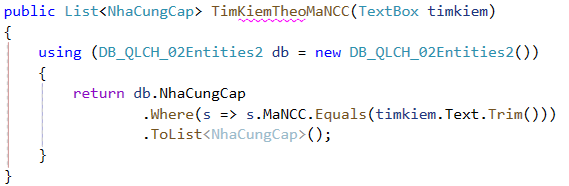 public List<NhaCungCap> TimKiemTheoMaNCC(TextBox timkiem)
{
using (DB_QLCH_02Entities2 db = new DB_QLCH_02Entities2())
{
return db.NhaCungCap
.Where(s => s.MaNCC.Equals(timkiem.Text.Trim()))
.ToList<NhaCungCap>();
}
}